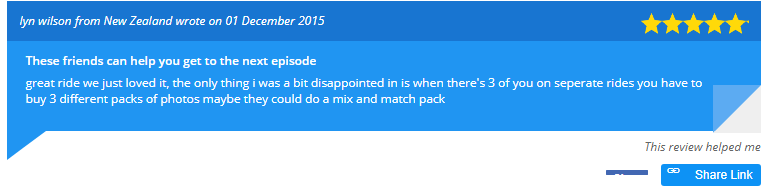 lyn wilson from New Zealand wrote on 01 December 2015
These friends can help you get to the next episode
great ride we just loved it, the only thing i was a bit disappointed in is when there's 3 of you on seperate rides you have to
buy 3 different packs of photos maybe they could do a mix and match pack
This review helped me
Share Link